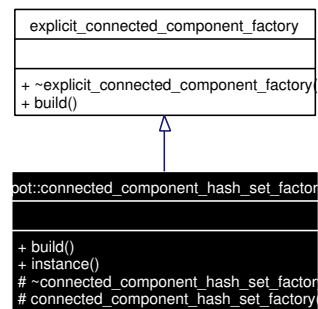 explicit_connected_component_factory
+ ~explicit_connected_component_factory(
+ build()
pot::connected_component_hash_set_factor
+ build()
+ instance()
# ~connected_component_hash_set_factor
# connected_component_hash_set_factory(